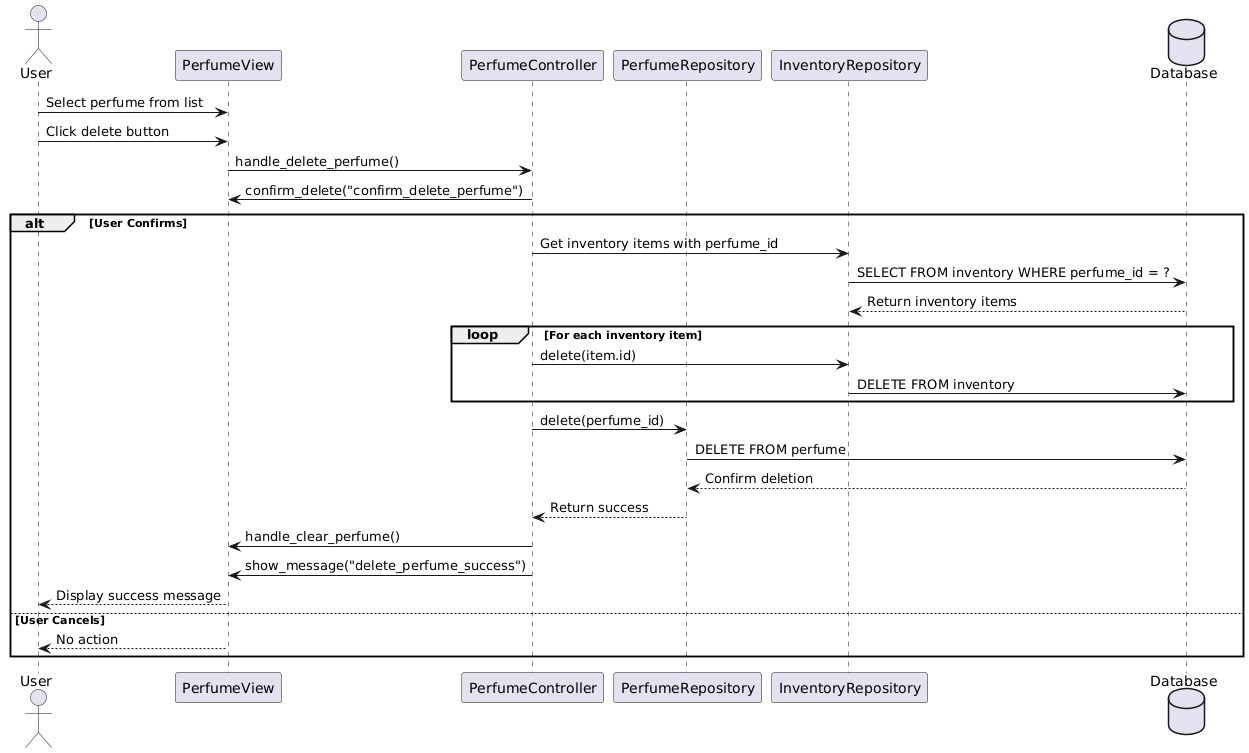 User
PerfumeView
PerfumeController
PerfumeRepository
InventoryRepository
Database
Select perfume from list
Click delete button
handle_delete_perfume()
confirm_delete("confirm_delete_perfume")
alt [User Confirms]
Get inventory items with perfume_id
SELECT FROM inventory WHERE perfume_id = ?
Return inventory items
loop [For each inventory item]
delete(item.id)
DELETE FROM inventory
delete(perfume_id)
DELETE FROM perfume
Confirm deletion
Return success
handle_clear_perfume()
show_message("delete_perfume_success")
Display success message
[User Cancels]
No action
User
PerfumeView
PerfumeController
PerfumeRepository
InventoryRepository
Database